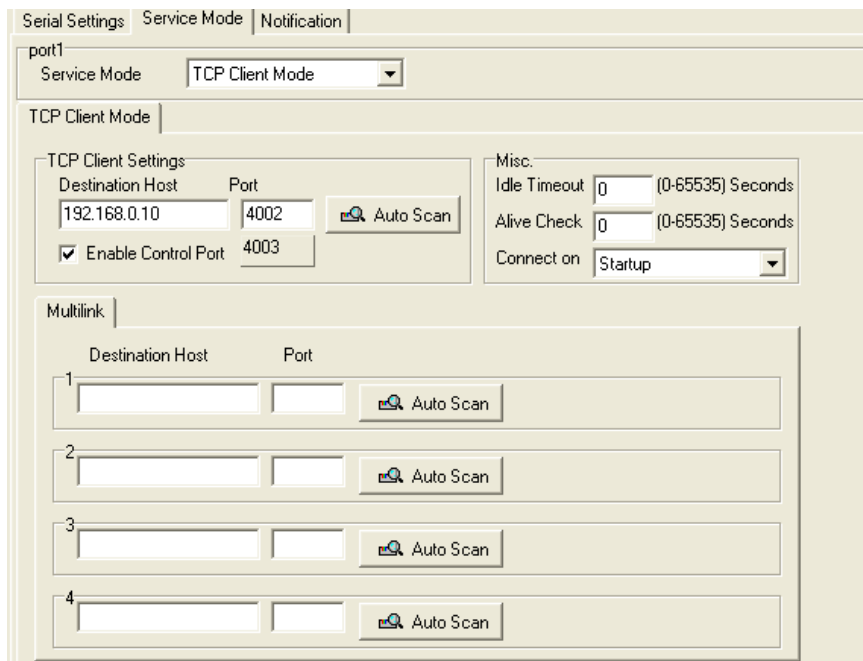 Serial Settings Service Mode Notification
port1
Service Mode TCP Client Mode
TCP Client Mode
TCP Client Settings
Destination Host Port
192.168.0.10 4002 Auto Scan
Enable Control Port 4003
Misc.
Idle Timeout 0 (0-65535) Seconds
Alive Check 0 (0-65535) Seconds
Connect on Startup
Multilink
Destination Host Port
1
Auto Scan
2
Auto Scan
3
Auto Scan
4
Auto Scan